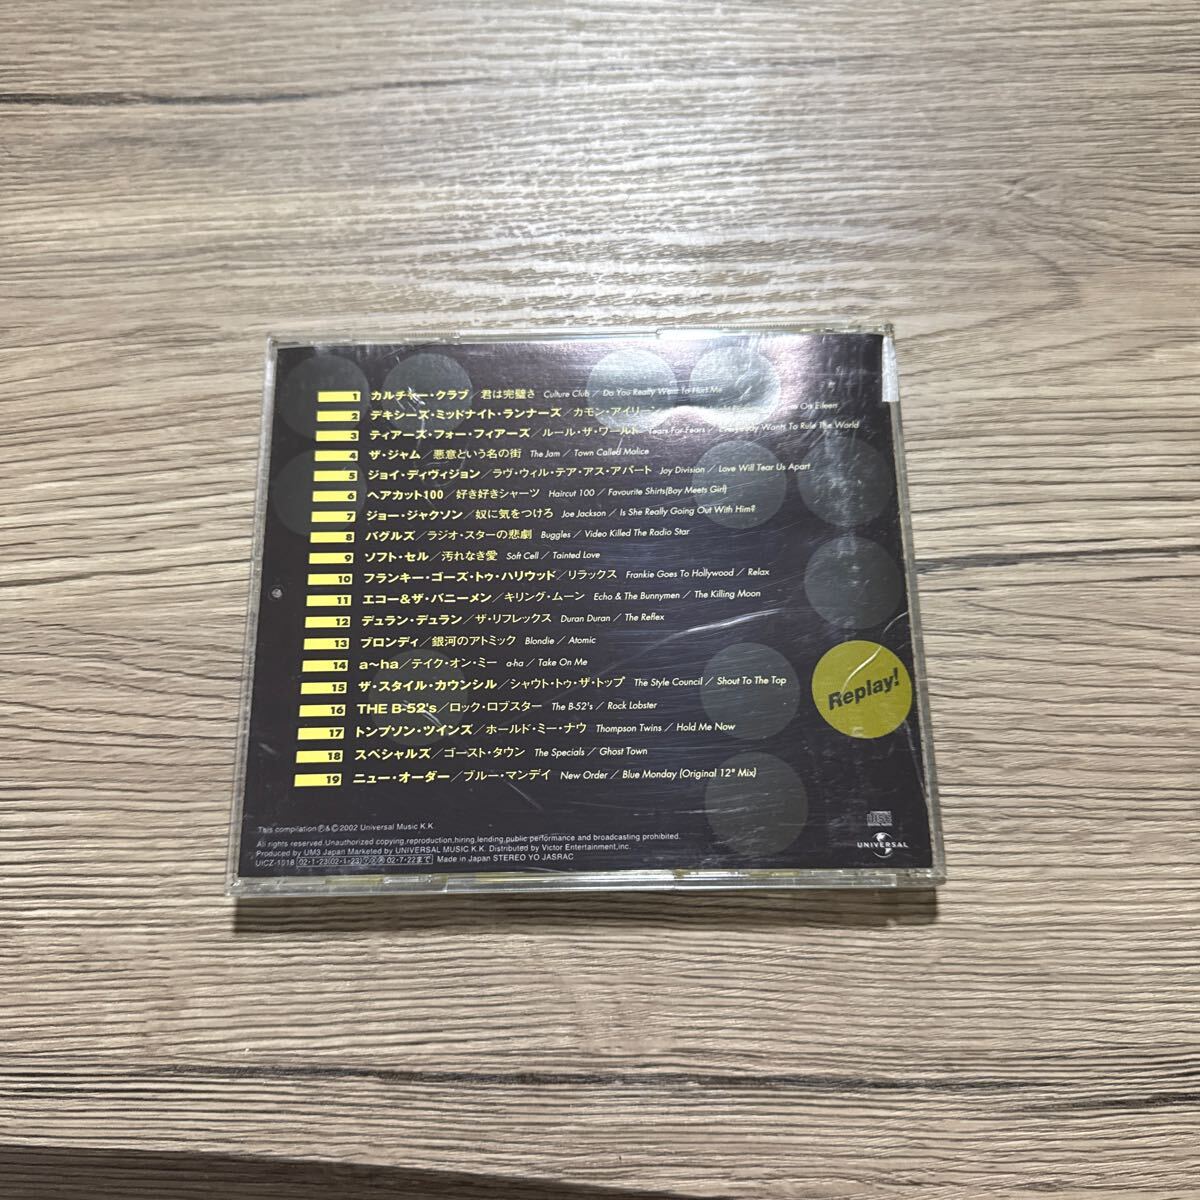 1 カルチャー・クラブ／君は完璧さ Culture Club / Do You Really Want To Hurt Me
2 デキシーズ・ミッドナイト・ランナーズ／カモン・アイリーン On Eileen
3 ティアーズ・フォー・フィアーズ／ルール・ザ・ワールド Tears For Fears / Everybody Wants To Rule The World
4 ザ・ジャム／悪意という名の街 The Jam / Town Called Malice
5 ジョイ・ディヴィジョン／ラヴ・ウィル・テア・アス・アパート Joy Division / Love Will Tear Us Apart
6 ヘアカット100／好き好きシャーツ Haircut 100 / Favourite Shirts(Boy Meets Girl)
7 ジョー・ジャクソン／奴に気をつけろ Joe Jackson / Is She Really Going Out With Him?
8 バグルズ／ラジオ・スターの悲劇 Buggles / Video Killed The Radio Star
9 ソフト・セル／汚れなき愛 Soft Cell / Tainted Love
10 フランキー・ゴーズ・トゥ・ハリウッド／リラックス Frankie Goes To Hollywood / Relax
11 エコー＆ザ・バニーメン／キリング・ムーン Echo & The Bunnymen / The Killing Moon
12 デュラン・デュラン／ザ・リフレックス Duran Duran / The Reflex
13 ブロンディ／銀河のアトミック Blondie / Atomic
14 a〜ha／テイク・オン・ミー a-ha / Take On Me
15 ザ・スタイル・カウンシル／シャウト・トゥ・ザ・トップ The Style Council / Shout To The Top
16 THE B-52's／ロック・ロブスター The B-52's / Rock Lobster
17 トンプソン・ツインズ／ホールド・ミー・ナウ Thompson Twins / Hold Me Now
18 スペシャルズ／ゴースト・タウン The Specials / Ghost Town
19 ニュー・オーダー／ブルー・マンデイ New Order / Blue Monday (Original 12" Mix)
Replay!
This compilation Ⓟ&Ⓒ2002 Universal Music K.K.
All rights reserved.Unauthorized copying,reproduction,hiring,lending,public performance and broadcasting prohibited.
Produced by UM3 Japan Marketed by UNIVERSAL MUSIC K.K. Distributed by Victor Entertainment,inc.
UICZ-1018 02・1・23(02・1・23) 02・7・22まで Made in Japan STEREO YO JASRAC
DISC
UNIVERSAL